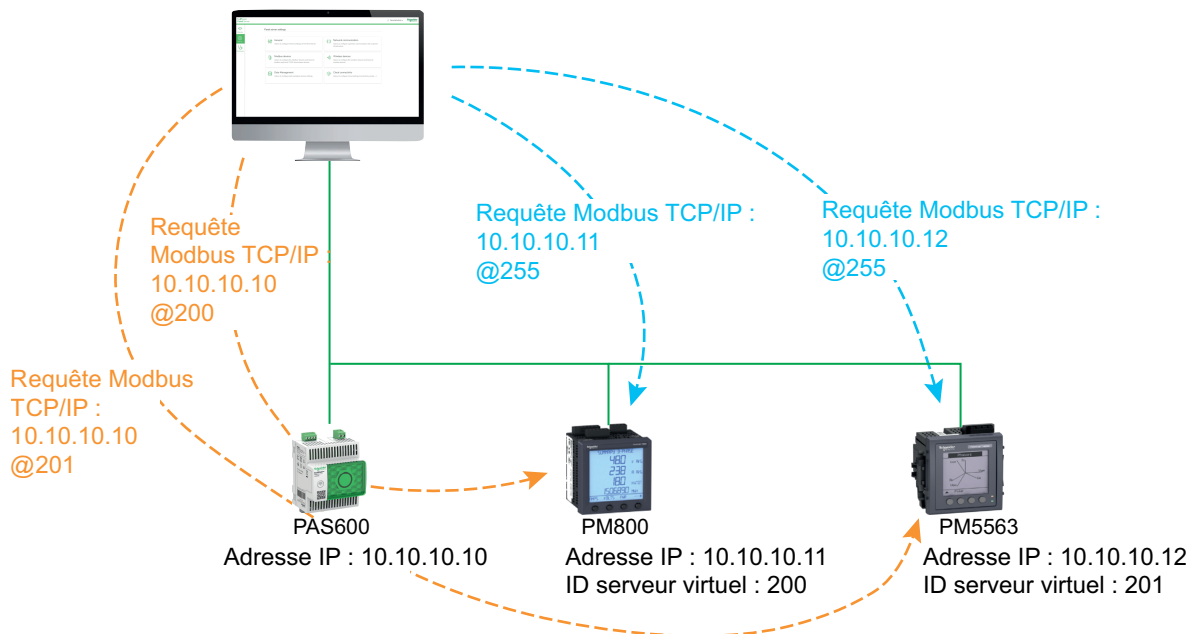 Requête Modbus TCP/IP :
10.10.10.11
@255
Requête Modbus TCP/IP :
10.10.10.12
@255
Requête
Modbus TCP/IP :
10.10.10.10
@200
Requête Modbus
TCP/IP :
10.10.10.10
@201
PAS600
Adresse IP : 10.10.10.10
PM800
Adresse IP : 10.10.10.11
ID serveur virtuel : 200
PM5563
Adresse IP : 10.10.10.12
ID serveur virtuel : 201